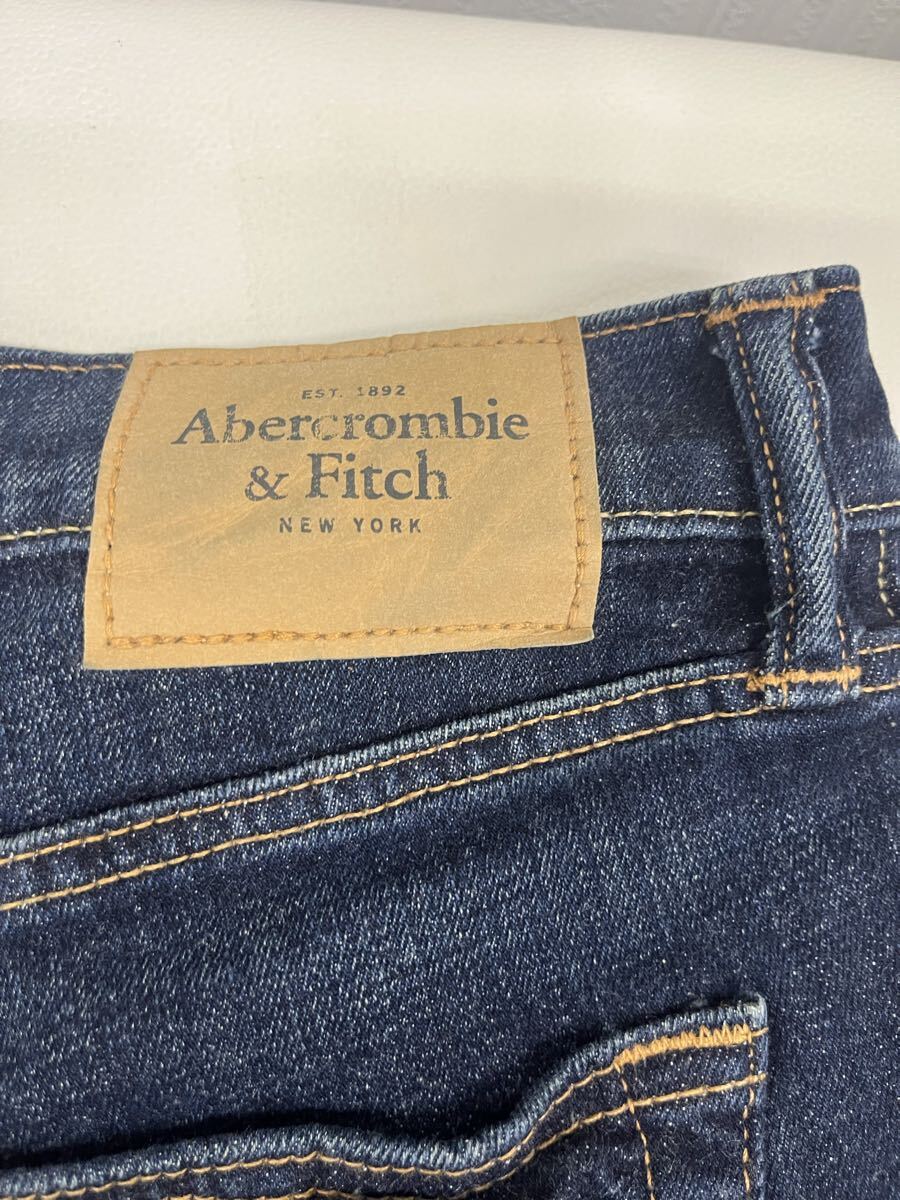 EST. 1892
Abercrombie
& Fitch
NEW YORK